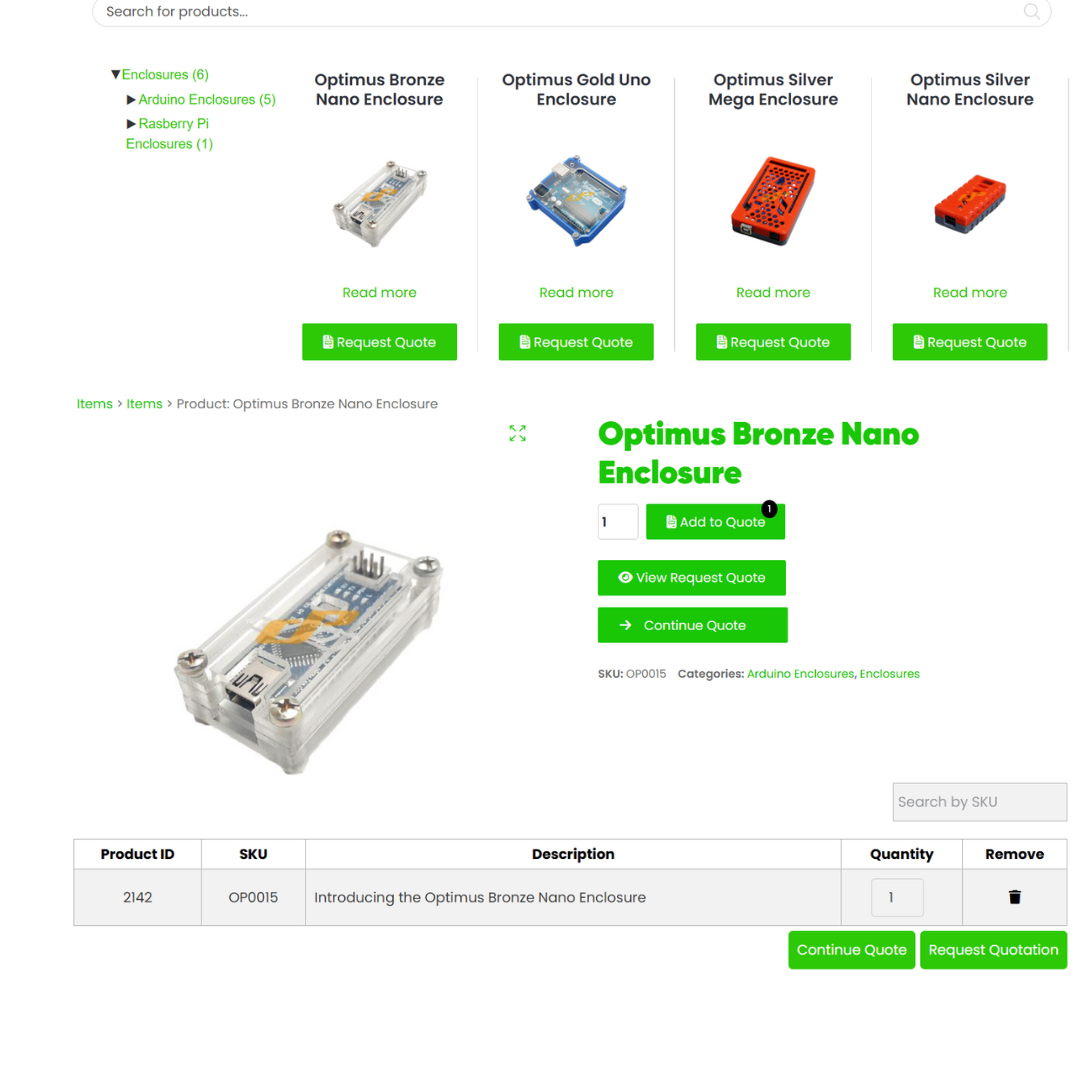 Search for products...
▼Enclosures (6)
▶Arduino Enclosures (5)
▶Rasberry Pi
Enclosures (1)
Optimus Bronze
Nano Enclosure
Read more
Request Quote
Optimus Gold Uno
Enclosure
Read more
Request Quote
Optimus Silver
Mega Enclosure
Read more
Request Quote
Optimus Silver
Nano Enclosure
Read more
Request Quote
Items > Items > Product: Optimus Bronze Nano Enclosure
Optimus Bronze Nano
Enclosure
1 Add to Quote 1
View Request Quote
→ Continue Quote
SKU: OP0015 Categories: Arduino Enclosures, Enclosures
Search by SKU
Product ID SKU Description Quantity Remove
2142 OP0015 Introducing the Optimus Bronze Nano Enclosure 1
Continue Quote Request Quotation